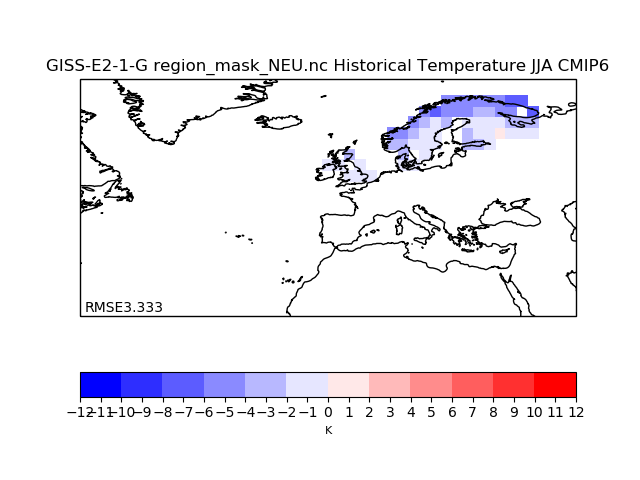 GISS-E2-1-G region_mask_NEU.nc Historical Temperature JJA CMIP6
RMSE3.333
−12 −11 −10 −9 −8 −7 −6 −5 −4 −3 −2 −1 0 1 2 3 4 5 6 7 8 9 10 11 12
K